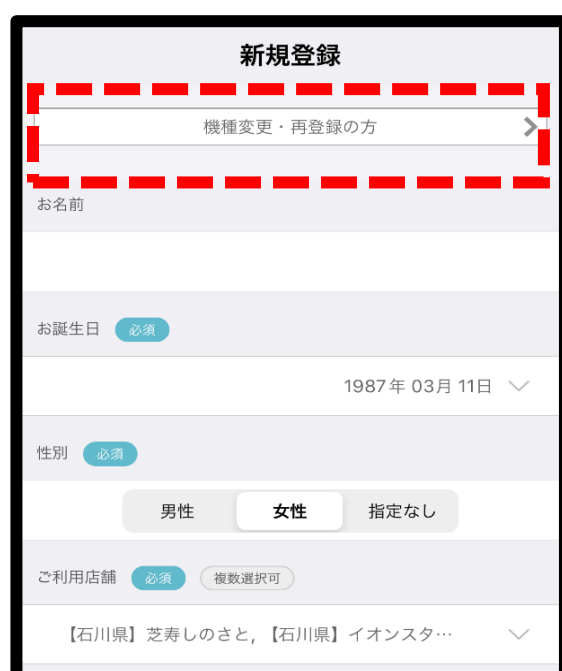 新規登録
機種変更・再登録の方
お名前
お誕生日 必須
1987年 03月 11日
性別 必須
男性 女性 指定なし
ご利用店舗 必須 複数選択可
【石川県】芝寿しのさと, 【石川県】イオンスタ…